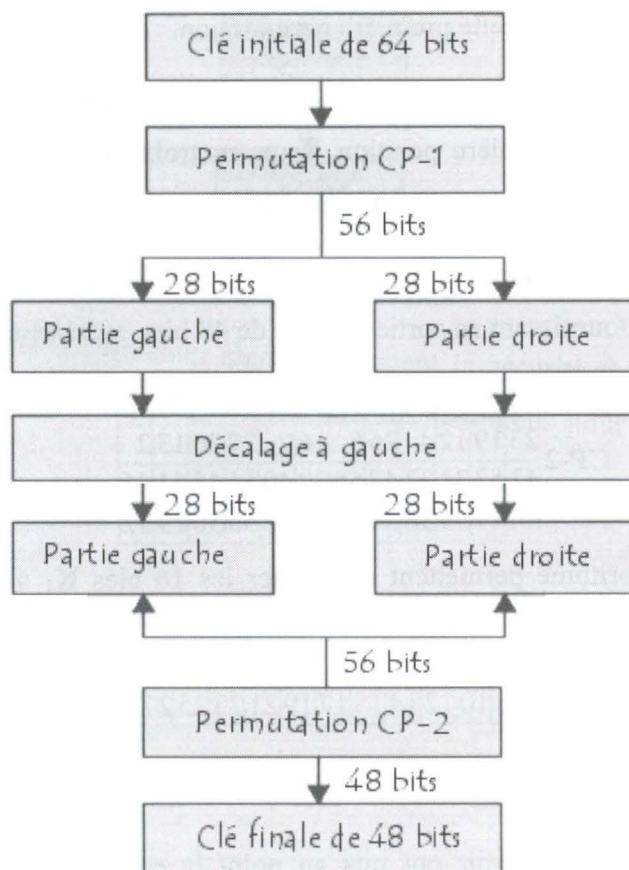 Clé initiale de 64 bits
Permutation CP-1
56 bits
28 bits 28 bits
Partie gauche Partie droite
Décalage à gauche
28 bits 28 bits
Partie gauche Partie droite
56 bits
Permutation CP-2
48 bits
Clé finale de 48 bits